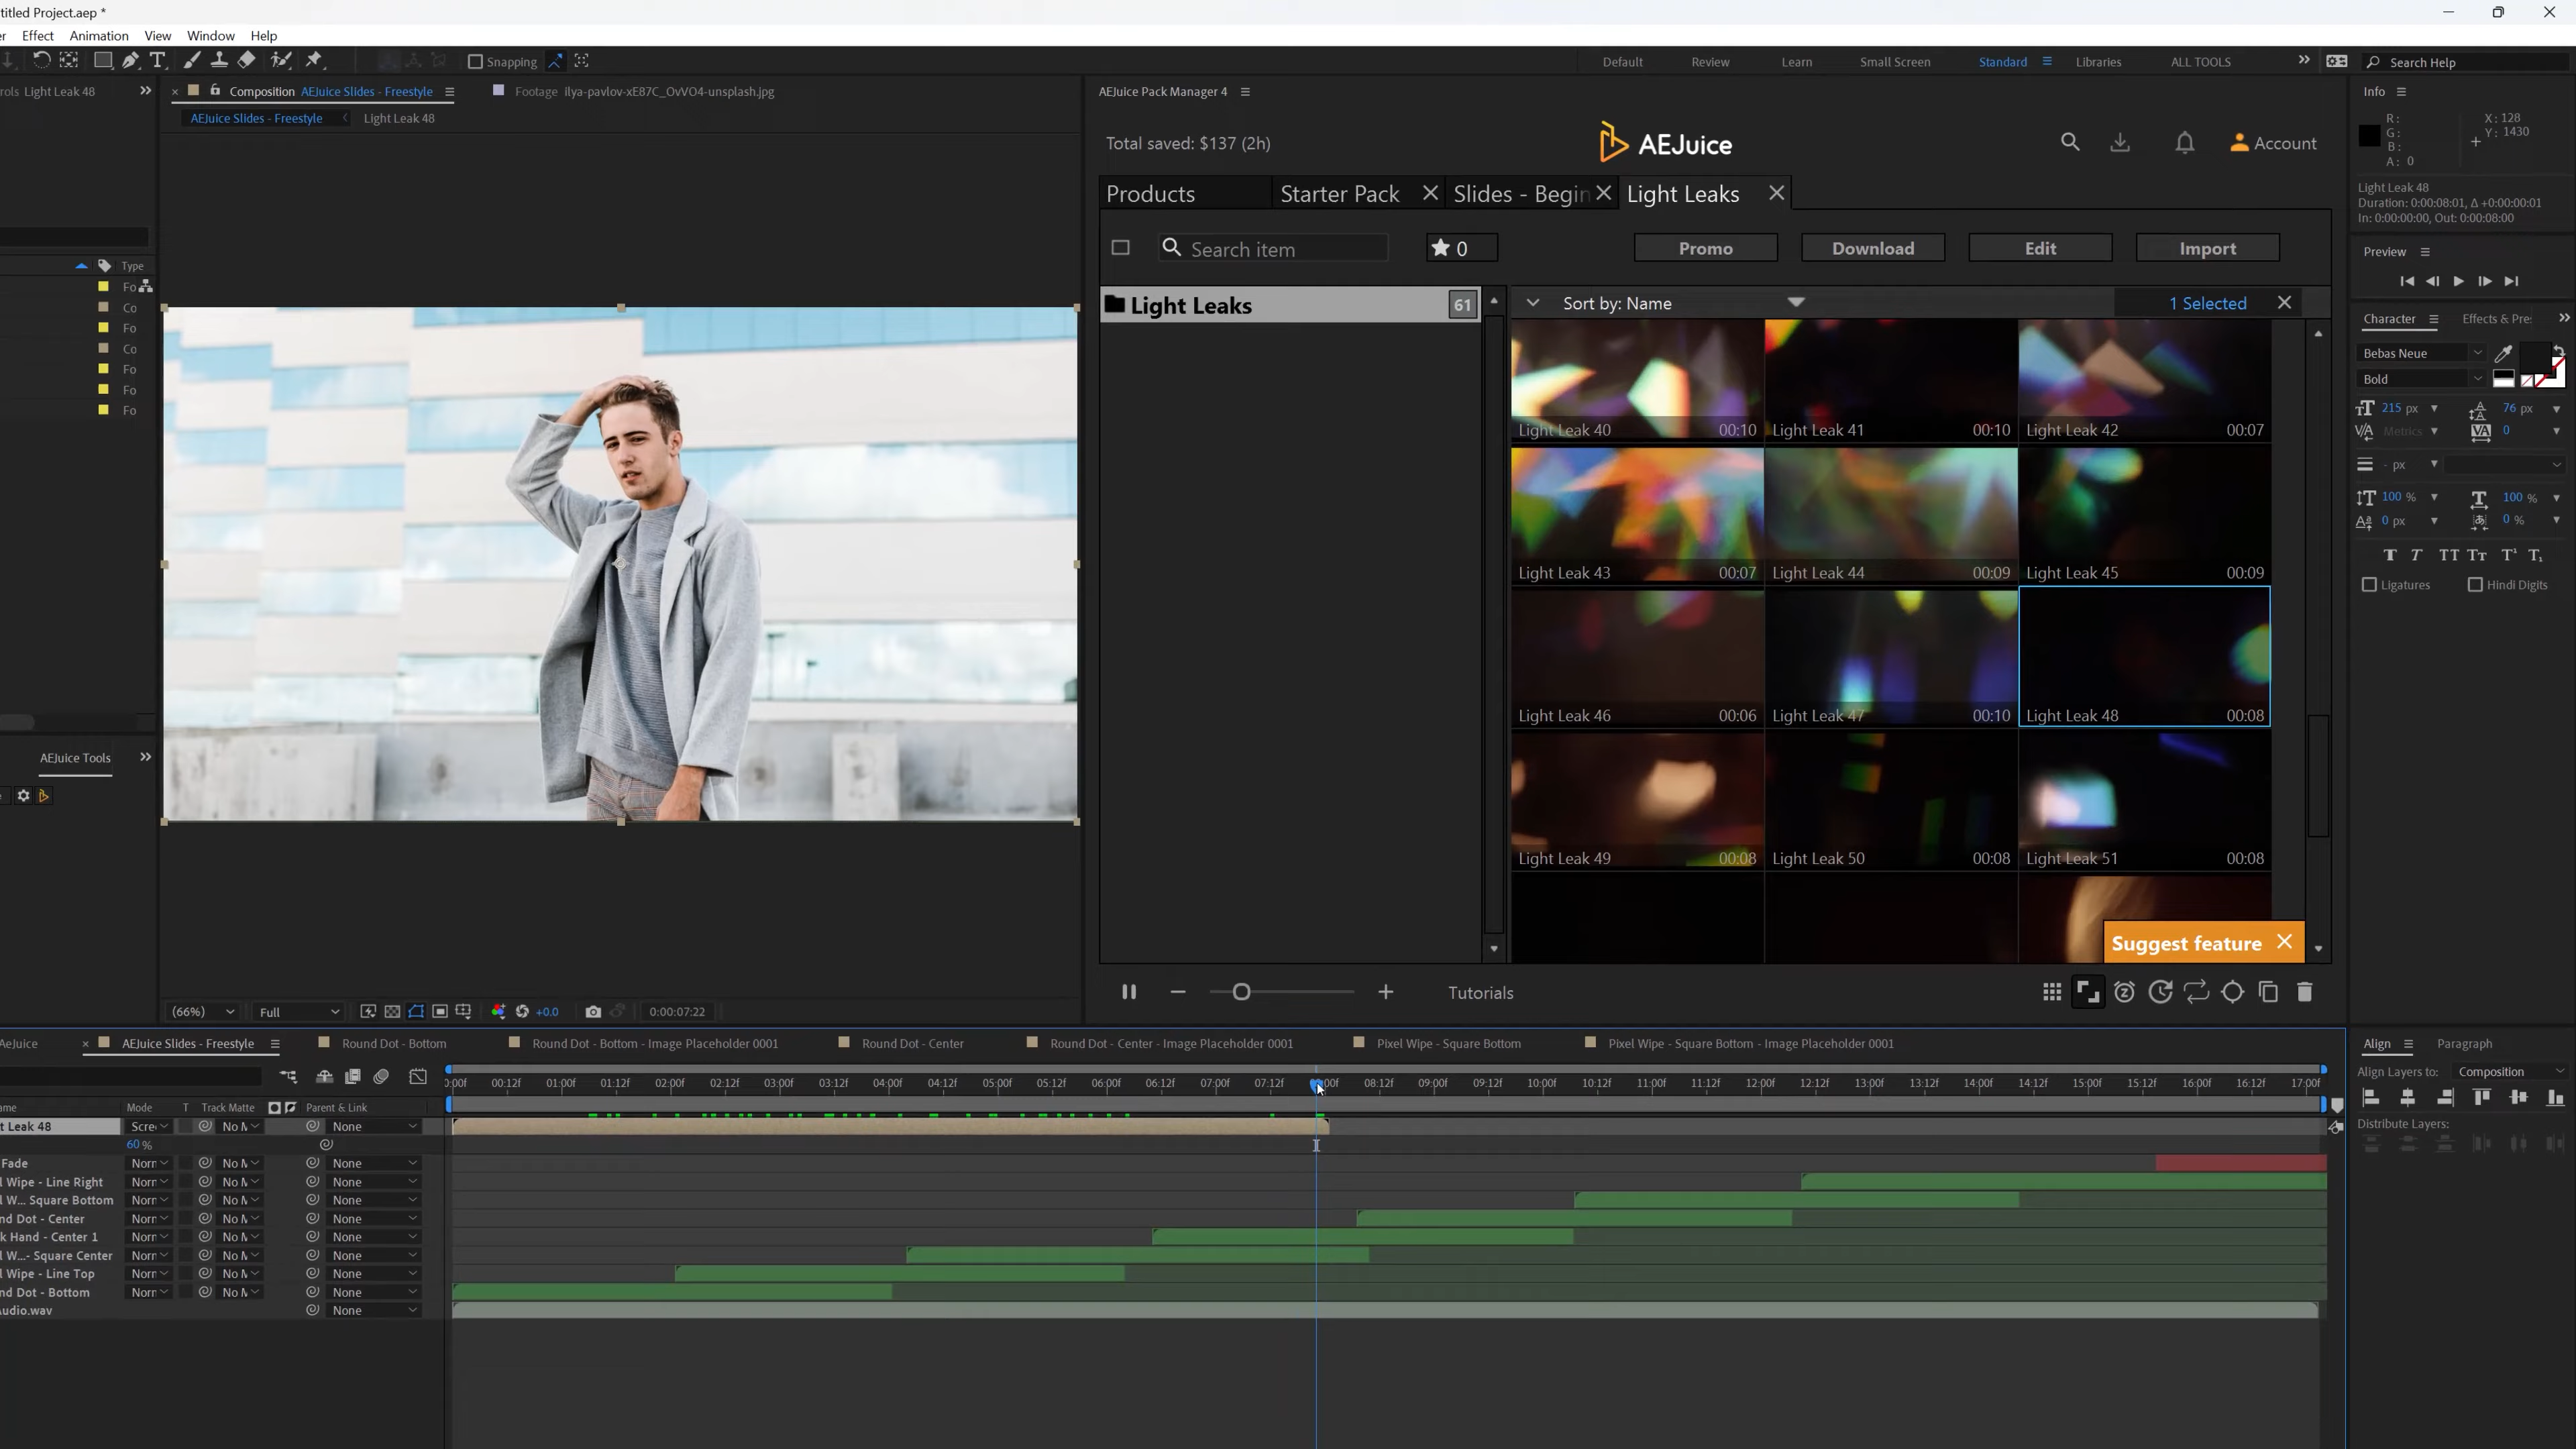 titled Project.aep *
Effect Animation View Window Help
Snapping
Default Review Learn Small Screen Standard Libraries ALL TOOLS Search Help
rols Light Leak 48
Composition AEJuice Slides - Freestyle
Footage ilya-pavlov-xE87C_OvVO4-unsplash.jpg
AEJuice Slides - Freestyle Light Leak 48
AEJuice Pack Manager 4
Total saved: $137 (2h)
AEJuice
Account
Products Starter Pack Slides - Begin Light Leaks
Search item
0
Promo Download Edit Import
Light Leaks 61
Sort by: Name
1 Selected
Light Leak 40 00:10 Light Leak 41 00:10 Light Leak 42 00:07
Light Leak 43 00:07 Light Leak 44 00:09 Light Leak 45 00:09
Light Leak 46 00:06 Light Leak 47 00:10 Light Leak 48 00:08
Light Leak 49 00:08 Light Leak 50 00:08 Light Leak 51 00:08
Suggest feature
Tutorials
Type
Fo
Co
Fo
Co
Fo
Fo
Fo
AEJuice Tools
(66%) Full +0.0 0:00:07:22
Info
R: X: 128
G: Y: 1430
B:
A: 0
Light Leak 48
Duration: 0:00:08:01, Δ +0:00:00:01
In: 0:00:00:00, Out: 0:00:08:00
Preview
Character Effects & Pre
Bebas Neue
Bold
215 px 76 px
Metrics 0
- px
100 % 100 %
0 px 0 %
T T TT Tт T¹ T₁
Ligatures Hindi Digits
AeJuice AEJuice Slides - Freestyle Round Dot - Bottom Round Dot - Bottom - Image Placeholder 0001 Round Dot - Center Round Dot - Center - Image Placeholder 0001 Pixel Wipe - Square Bottom Pixel Wipe - Square Bottom - Image Placeholder 0001
):00f 00:12f 01:00f 01:12f 02:00f 02:12f 03:00f 03:12f 04:00f 04:12f 05:00f 05:12f 06:00f 06:12f 07:00f 07:12f 00f 08:12f 09:00f 09:12f 10:00f 10:12f 11:00f 11:12f 12:00f 12:12f 13:00f 13:12f 14:00f 14:12f 15:00f 15:12f 16:00f 16:12f 17:00f
ame Mode T Track Matte Parent & Link
t Leak 48 Scre No M None
60 %
Fade Norr No M None
l Wipe - Line Right Norr No M None
l W... Square Bottom Norr No M None
nd Dot - Center Norr No M None
k Hand - Center 1 Norr No M None
l W...- Square Center Norr No M None
l Wipe - Line Top Norr No M None
nd Dot - Bottom Norr No M None
udio.wav None
Align Paragraph
Align Layers to: Composition
Distribute Layers: